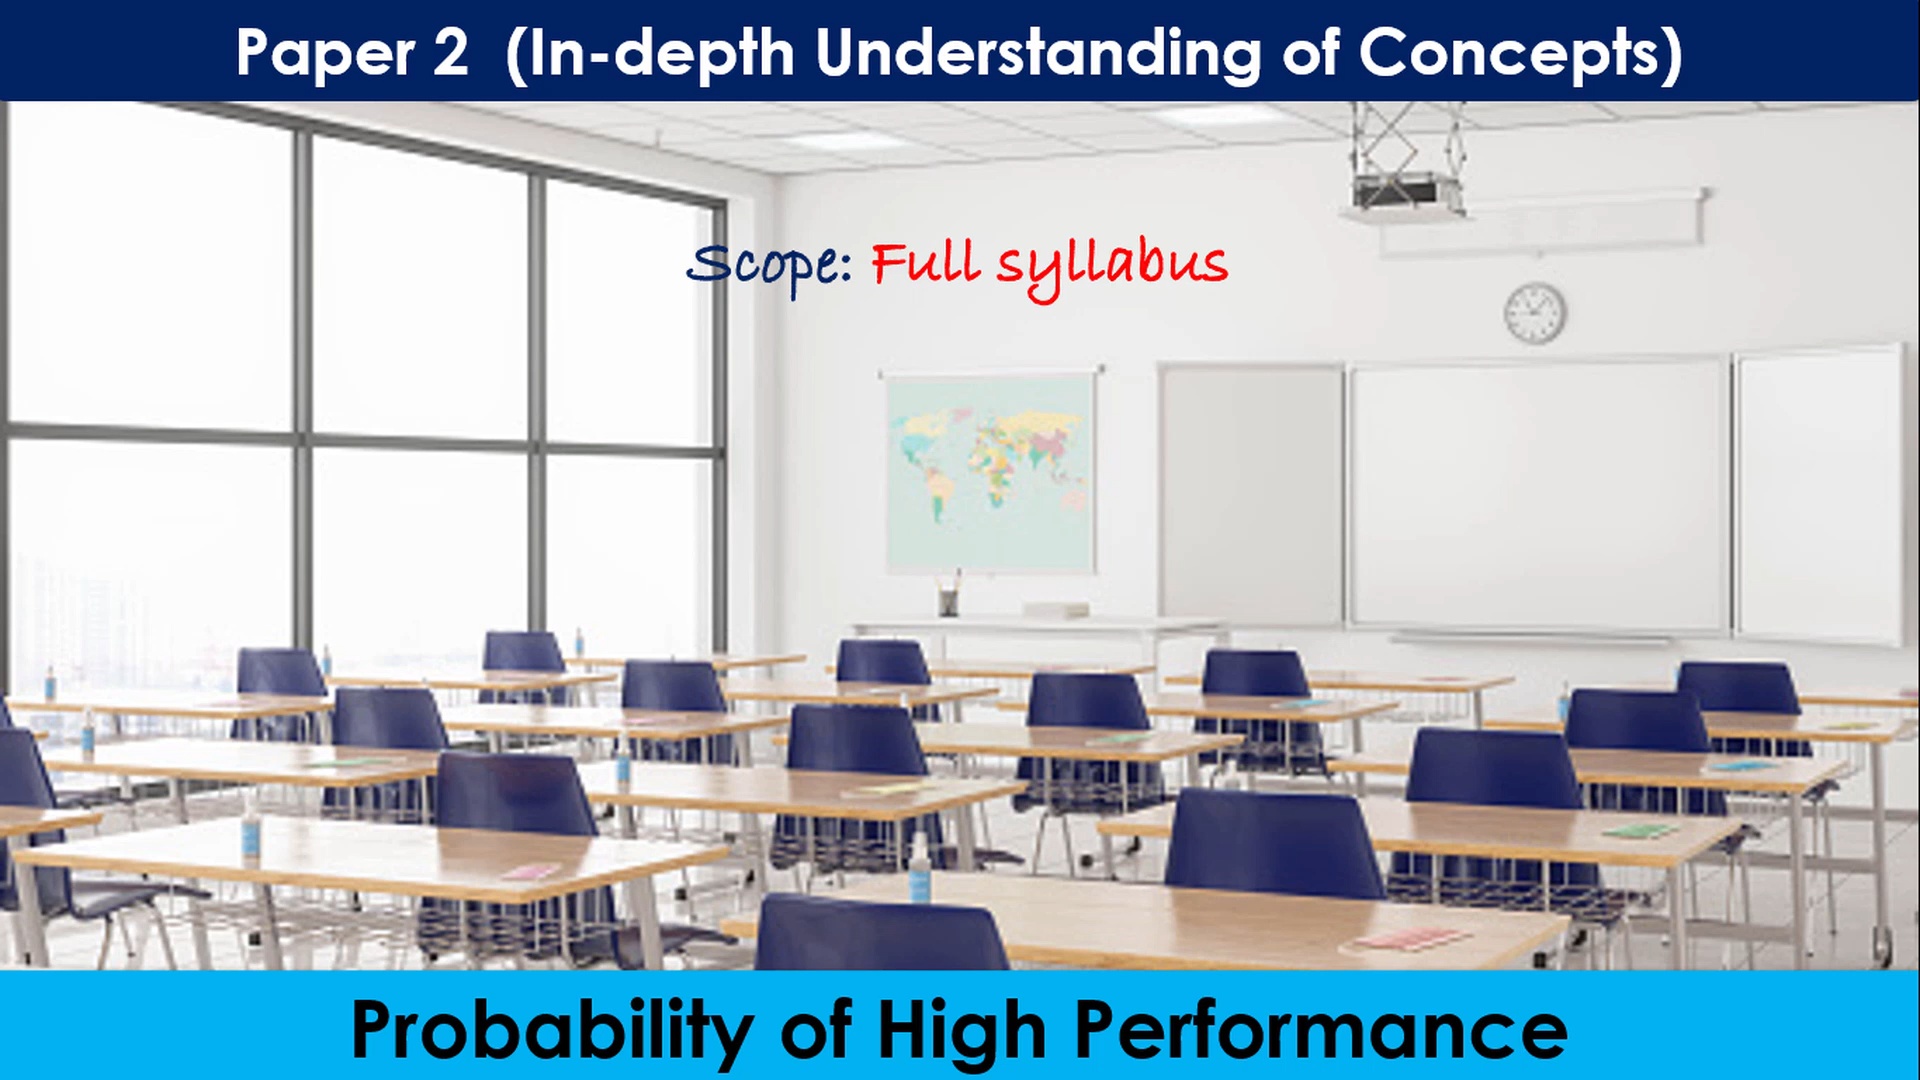 Paper 2 (In-depth Understanding of Concepts)
Scope: Full syllabus
Probability of High Performance